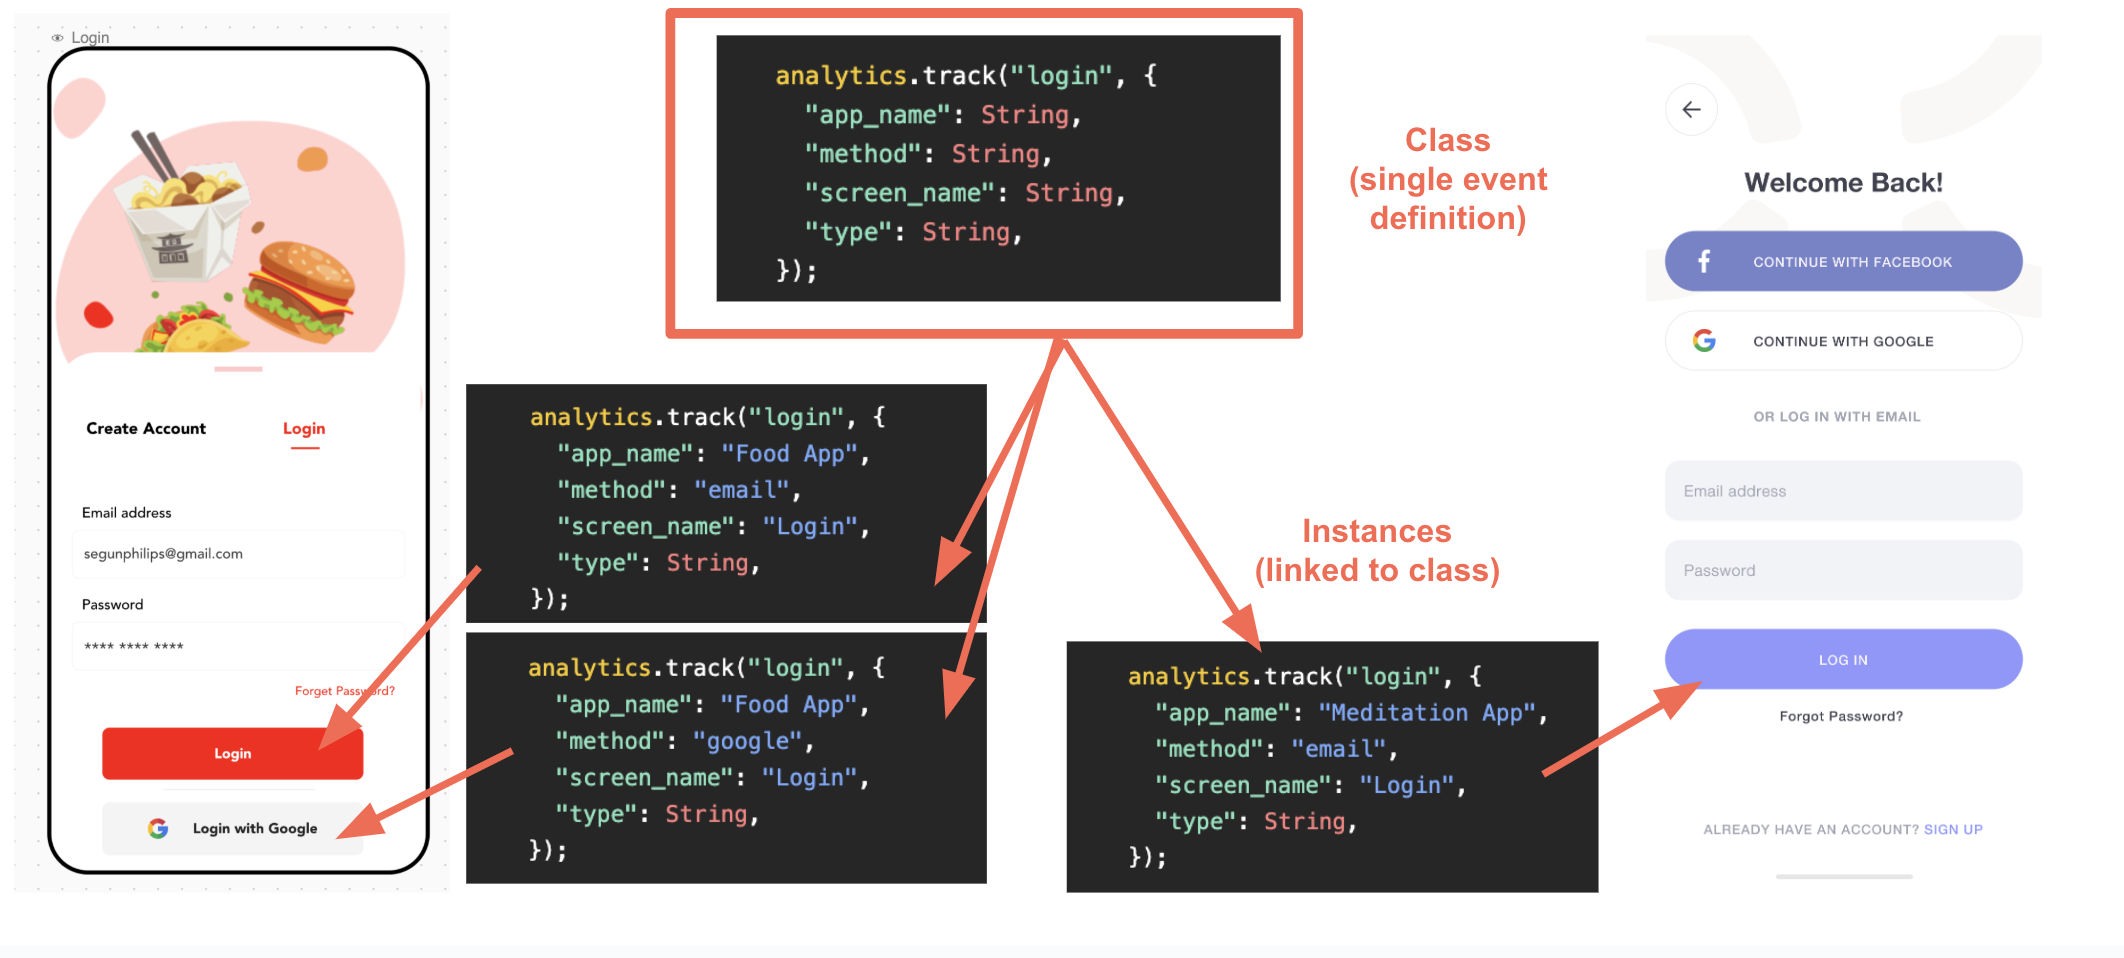 Login
Create Account
Login
Email address
segunphilips@gmail.com
Password
**** **** ****
Forget Password?
Login
Login with Google
analytics.track("login", {
"app_name": String,
"method": String,
"screen_name": String,
"type": String,
});
Class
(single event
definition)
analytics.track("login", {
"app_name": "Food App",
"method": "email",
"screen_name": "Login",
"type": String,
});
analytics.track("login", {
"app_name": "Food App",
"method": "google",
"screen_name": "Login",
"type": String,
});
Instances
(linked to class)
analytics.track("login", {
"app_name": "Meditation App",
"method": "email",
"screen_name": "Login",
"type": String,
});
Welcome Back!
CONTINUE WITH FACEBOOK
CONTINUE WITH GOOGLE
OR LOG IN WITH EMAIL
Email address
Password
LOG IN
Forgot Password?
ALREADY HAVE AN ACCOUNT? SIGN UP